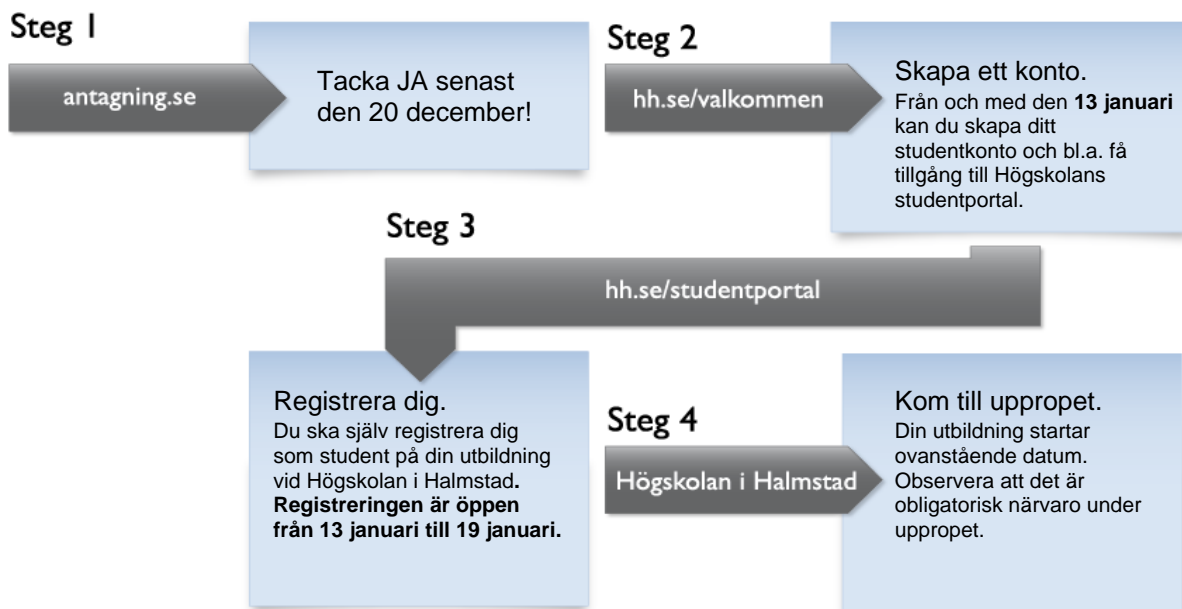 Steg 1
antagning.se
Tacka JA senast
den 20 december!
Steg 2
hh.se/valkommen
Skapa ett konto.
Från och med den 13 januari
kan du skapa ditt
studentkonto och bl.a. få
tillgång till Högskolans
studentportal.
Steg 3
hh.se/studentportal
Registrera dig.
Du ska själv registrera dig
som student på din utbildning
vid Högskolan i Halmstad.
Registreringen är öppen
från 13 januari till 19 januari.
Steg 4
Högskolan i Halmstad
Kom till uppropet.
Din utbildning startar
ovanstående datum.
Observera att det är
obligatorisk närvaro under
uppropet.